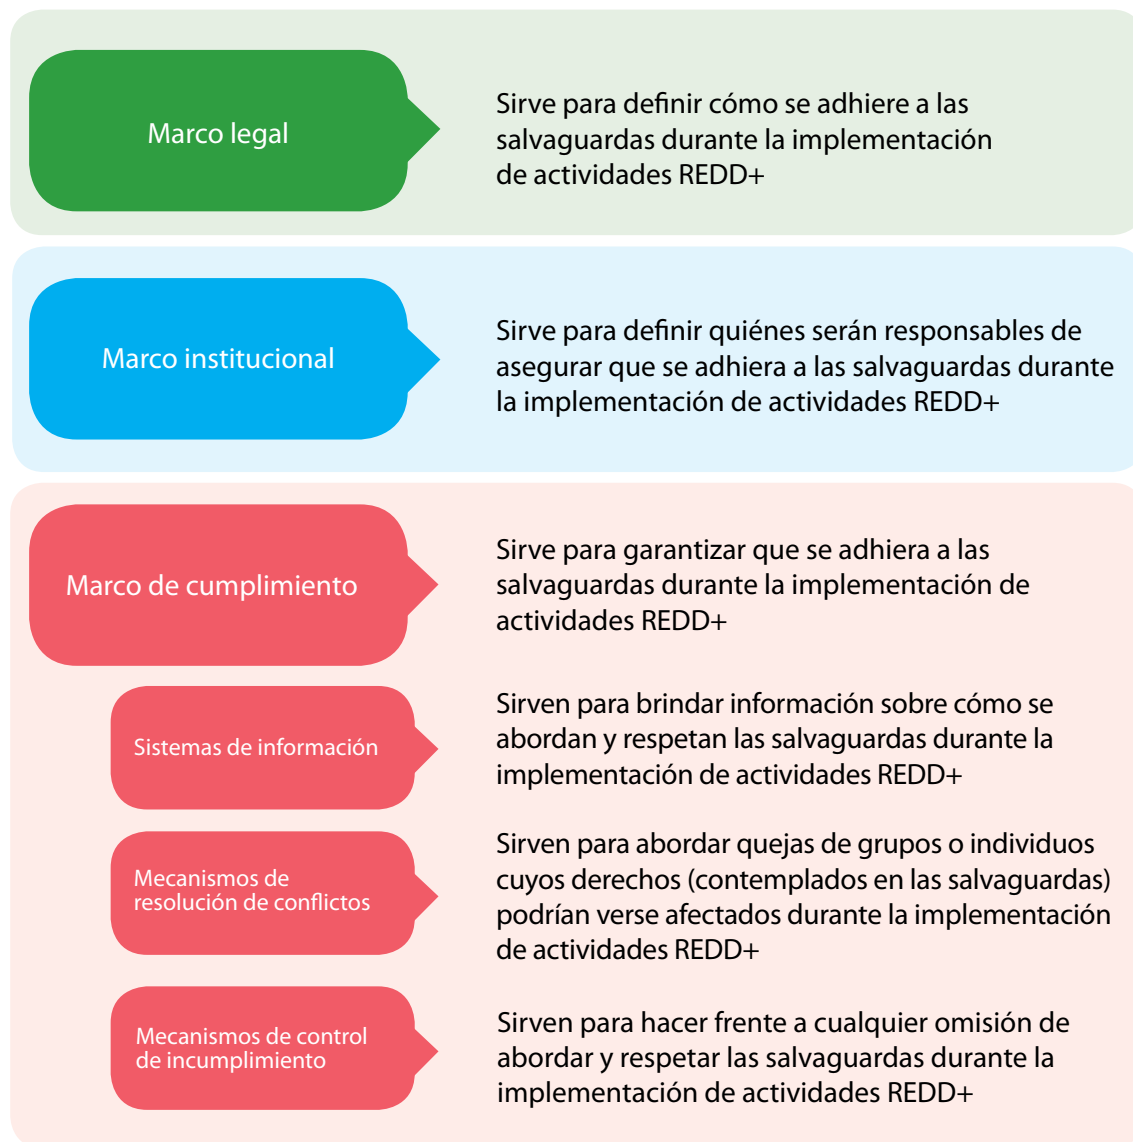 Marco legal
Sirve para definir cómo se adhiere a las
salvaguardas durante la implementación
de actividades REDD+
Marco institucional
Sirve para definir quiénes serán responsables de
asegurar que se adhiera a las salvaguardas durante
la implementación de actividades REDD+
Marco de cumplimiento
Sirve para garantizar que se adhiera a las
salvaguardas durante la implementación de
actividades REDD+
Sistemas de información
Sirven para brindar información sobre cómo se
abordan y respetan las salvaguardas durante la
implementación de actividades REDD+
Mecanismos de
resolución de conflictos
Sirven para abordar quejas de grupos o individuos
cuyos derechos (contemplados en las salvaguardas)
podrían verse afectados durante la implementación
de actividades REDD+
Mecanismos de control
de incumplimiento
Sirven para hacer frente a cualquier omisión de
abordar y respetar las salvaguardas durante la
implementación de actividades REDD+